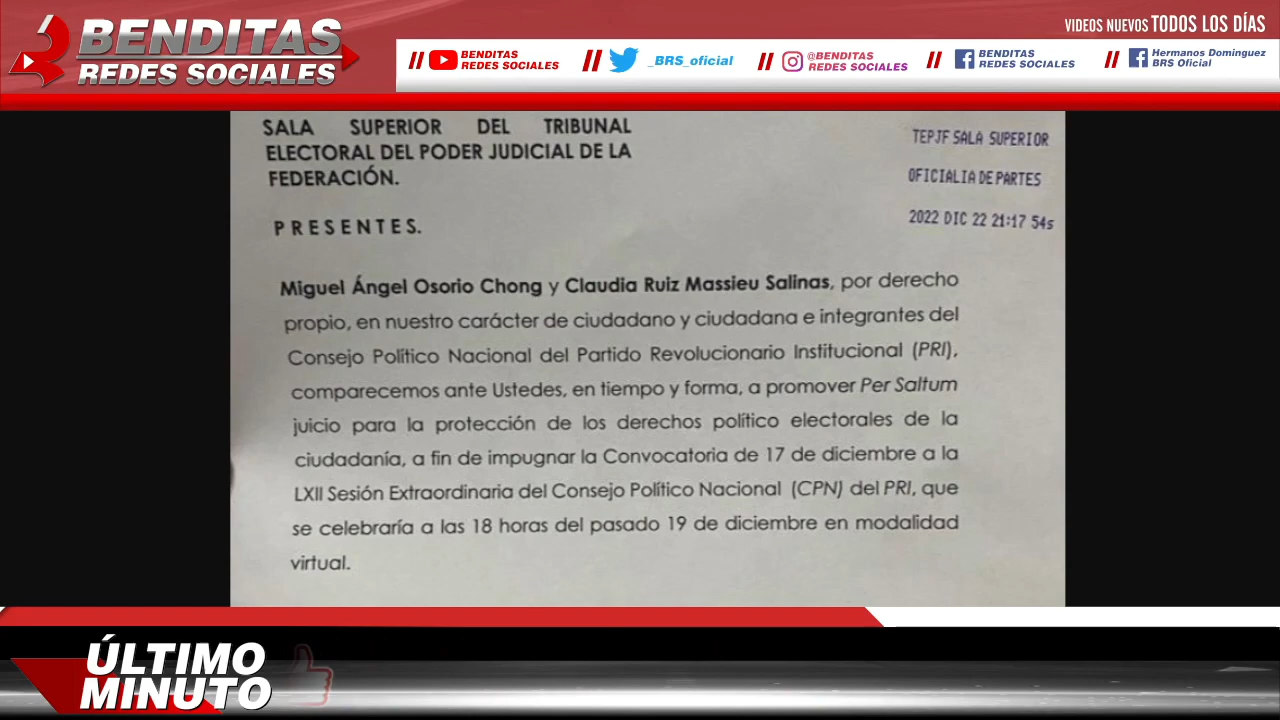 BENDITAS
REDES SOCIALES
VIDEOS NUEVOS TODOS LOS DÍAS
// BENDITAS
REDES SOCIALES
// _BRS_oficial
// @BENDITAS
REDES SOCIALES
// BENDITAS
REDES SOCIALES
// Hermanos Dominguez
BRS Oficial
SALA SUPERIOR DEL TRIBUNAL
ELECTORAL DEL PODER JUDICIAL DE LA
FEDERACIÓN.
P R E S E N T E S.
TEPJF SALA SUPERIOR
OFICIALIA DE PARTES
2022 DIC 22 21:17 54s
Miguel Ángel Osorio Chong y Claudia Ruiz Massieu Salinas, por derecho
propio, en nuestro carácter de ciudadano y ciudadana e integrantes del
Consejo Político Nacional del Partido Revolucionario Institucional (PRI),
comparecemos ante Ustedes, en tiempo y forma, a promover Per Saltum
juicio para la protección de los derechos político electorales de la
ciudadanía, a fin de impugnar la Convocatoria de 17 de diciembre a la
LXII Sesión Extraordinaria del Consejo Político Nacional (CPN) del PRI, que
se celebraría a las 18 horas del pasado 19 de diciembre en modalidad
virtual.
ÚLTIMO
MINUTO